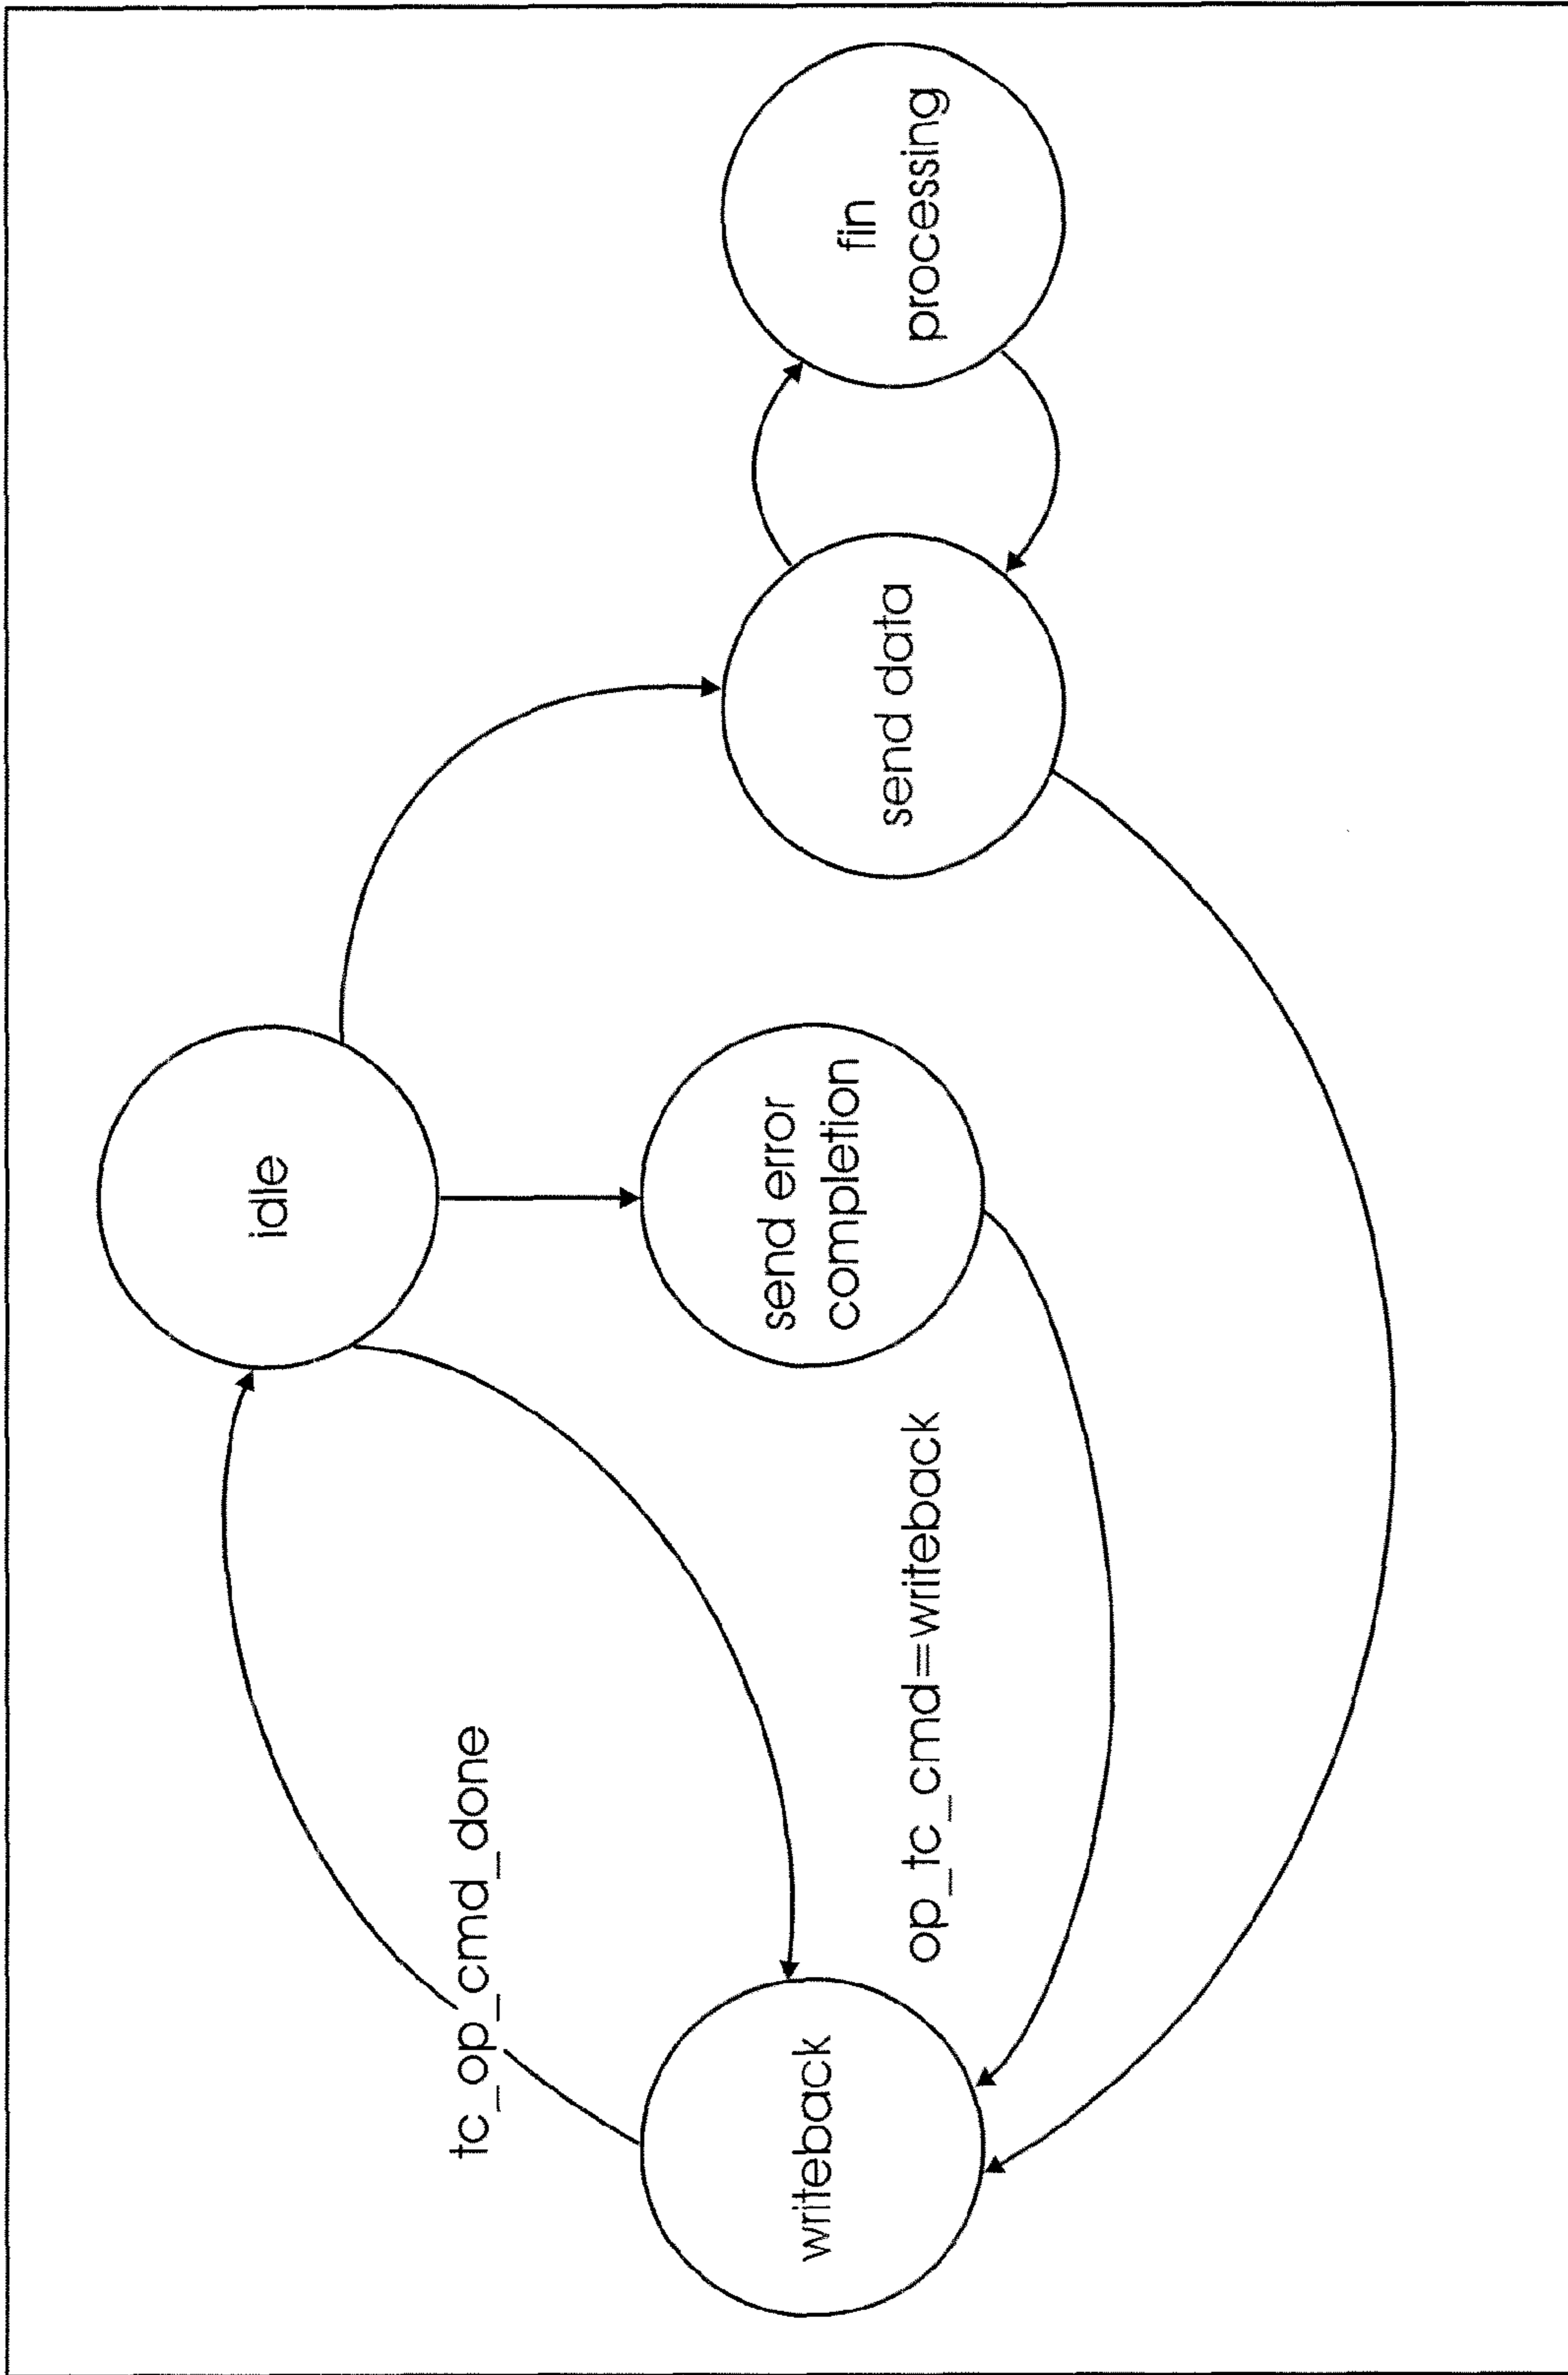 idle
tc_op_cmd_done
writeback
send error
completion
op_tc_cmd=writeback
send data
fin
processing